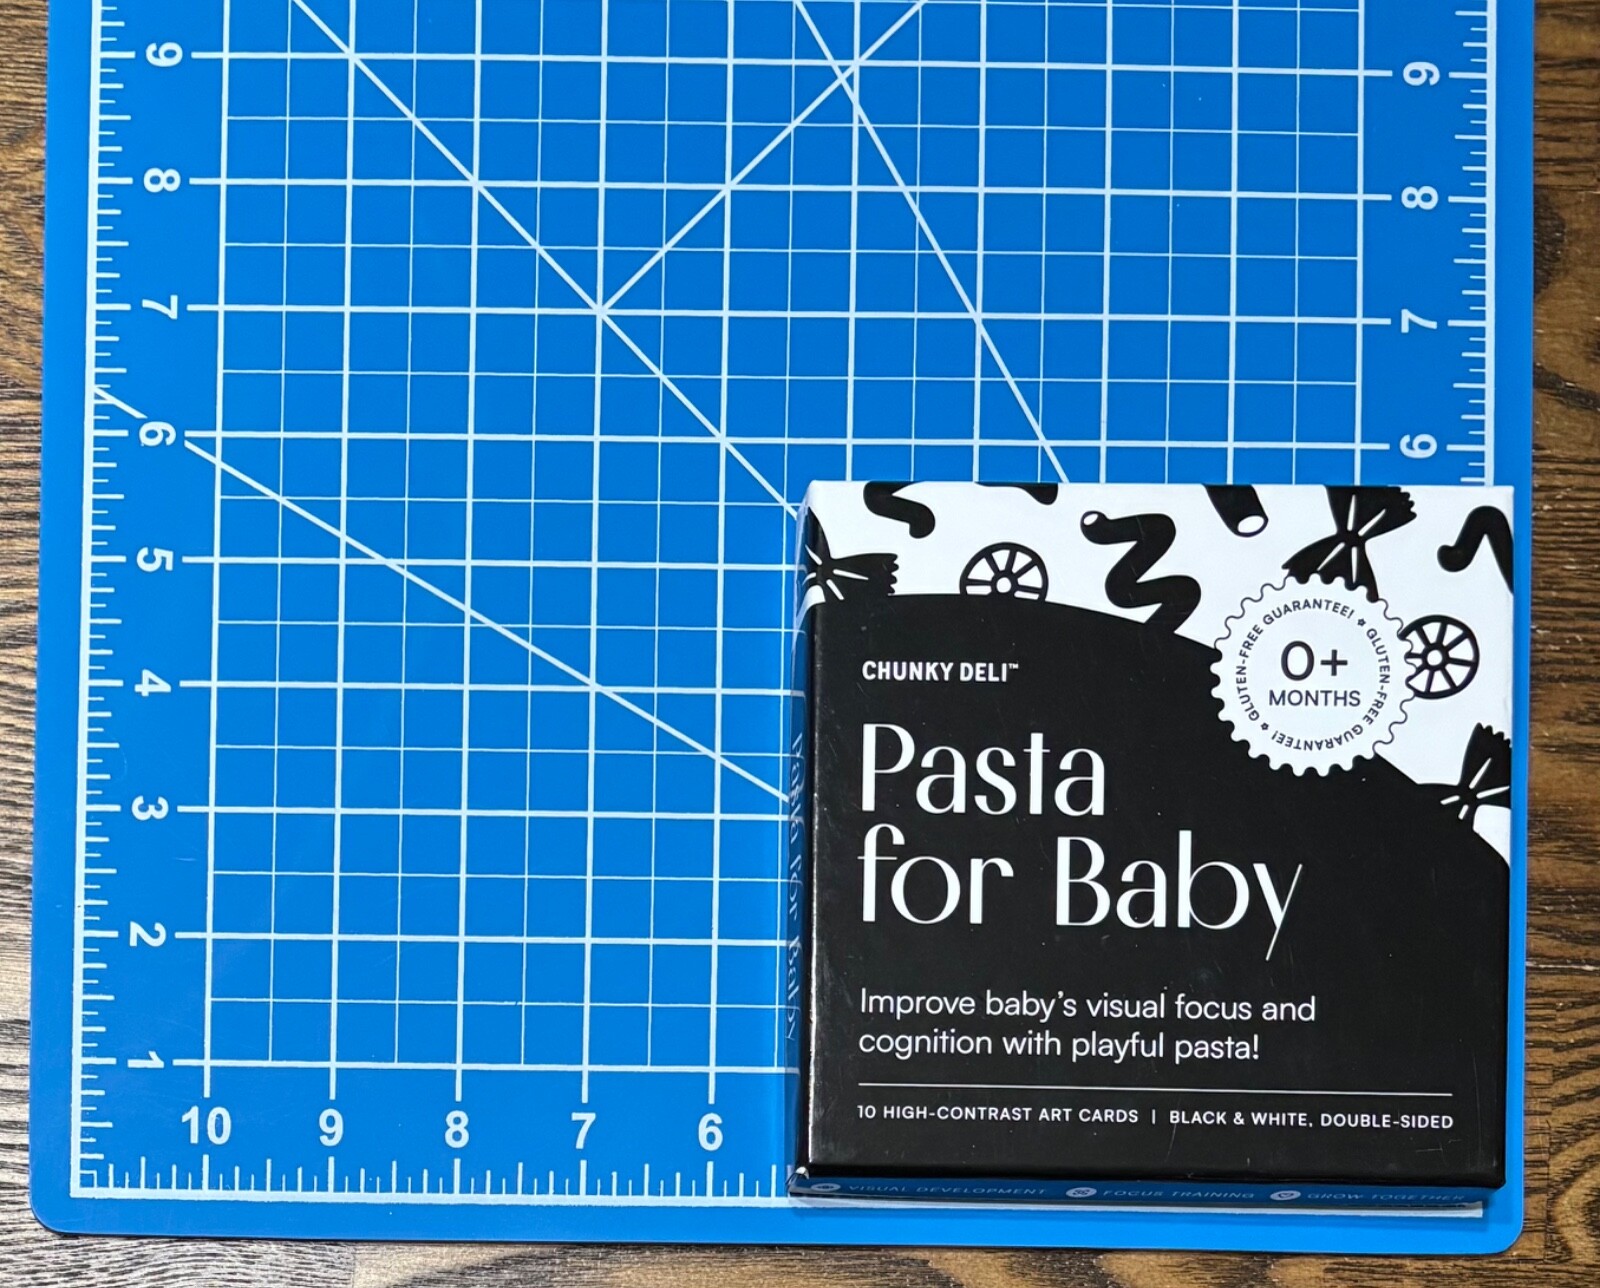 9
9
8
8
7
7
6
6
CHUNKY DELI™
GLUTEN-FREE GUARANTEE! GLUTEN-FREE GUARANTEE!
0+
MONTHS
5
4
Pasta
for Baby
Pasta for Baby
3
2
Improve baby's visual focus and
cognition with playful pasta!
1
10 HIGH-CONTRAST ART CARDS | BLACK & WHITE, DOUBLE-SIDED
10 9 8 7 6
VISUAL DEVELOPMENT FOCUS TRAINING GROW TOGETHER